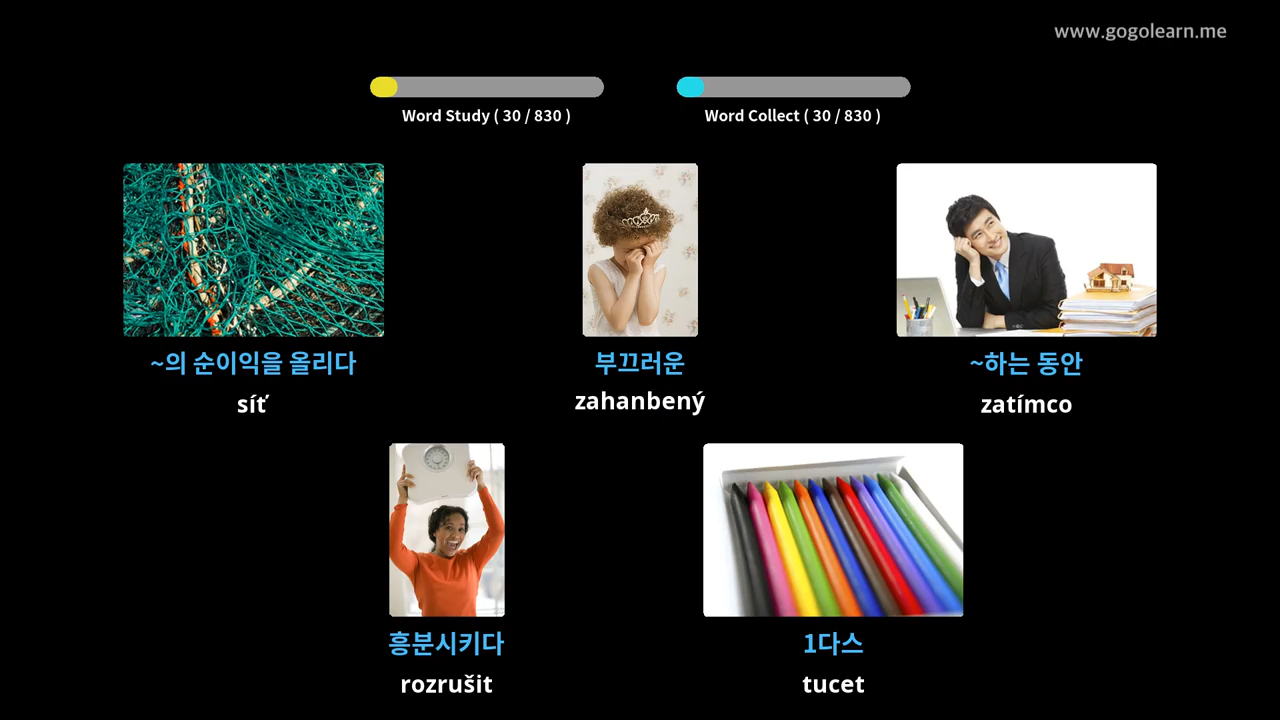 www.gogolearn.me
Word Study ( 30 / 830 )
Word Collect ( 30 / 830 )
~의 순이익을 올리다
síť
부끄러운
zahanbený
~하는 동안
zatímco
흥분시키다
rozrušit
1다스
tucet